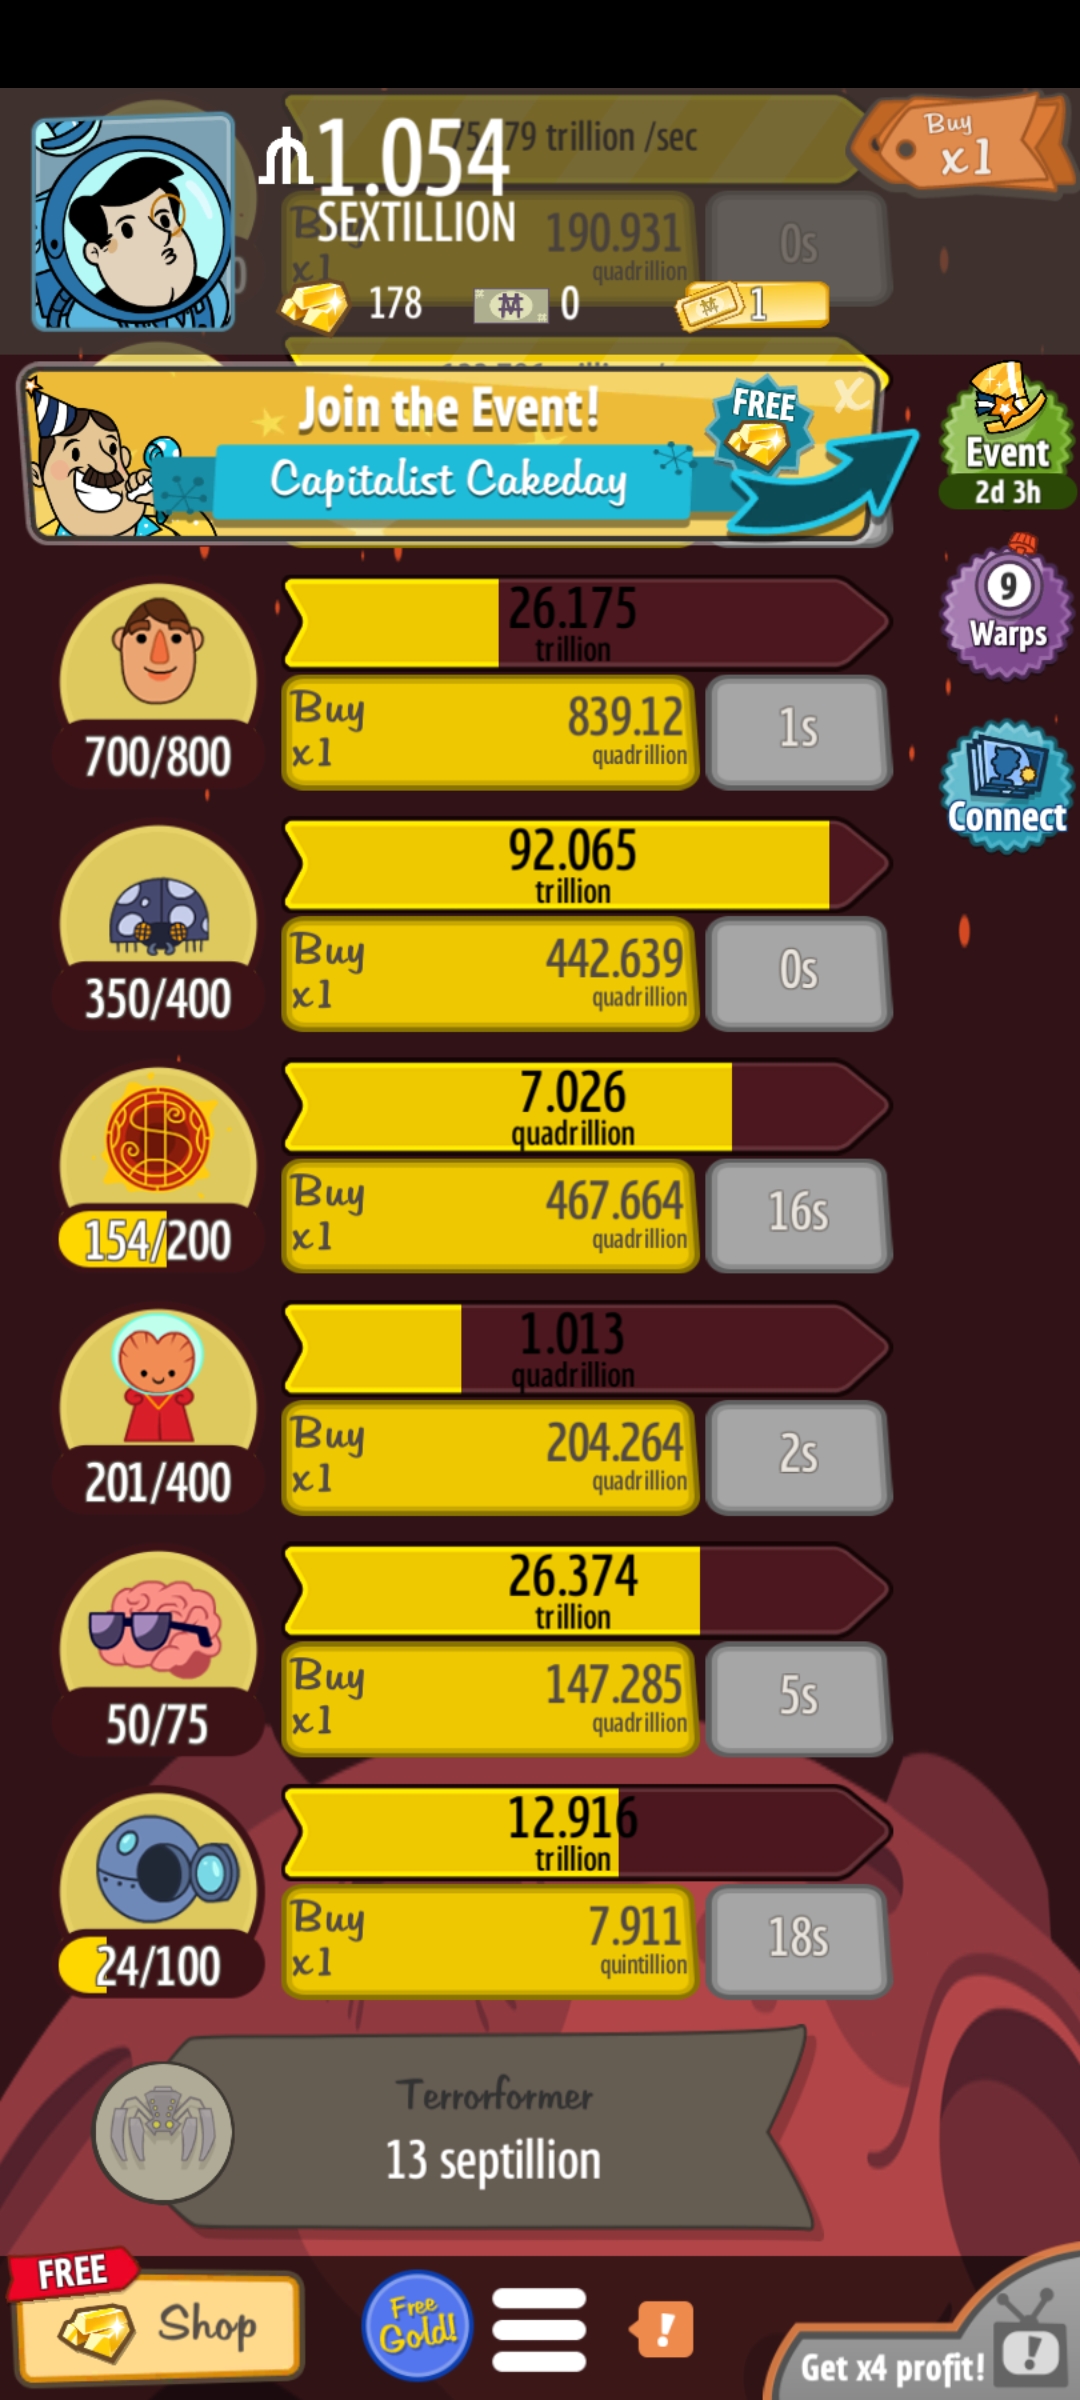 1.054
SEXTILLION
79 trillion /sec
Buy
x1
190.931
quadrillion
x1
0s
178
0
1
Join the Event!
Capitalist Cakeday
FREE
x
Event
2d 3h
26.175
trillion
Buy
x1
839.12
quadrillion
1s
700/800
9
Warps
92.065
trillion
Buy
x1
442.639
quadrillion
0s
350/400
Connect
7.026
quadrillion
Buy
x1
467.664
quadrillion
16s
154/200
1.013
quadrillion
Buy
x1
204.264
quadrillion
2s
201/400
26.374
trillion
Buy
x1
147.285
quadrillion
5s
50/75
12.916
trillion
Buy
x1
7.911
quintillion
18s
24/100
Terrorformer
13 septillion
FREE
Shop
Free
Gold!
!
Get x4 profit!
!